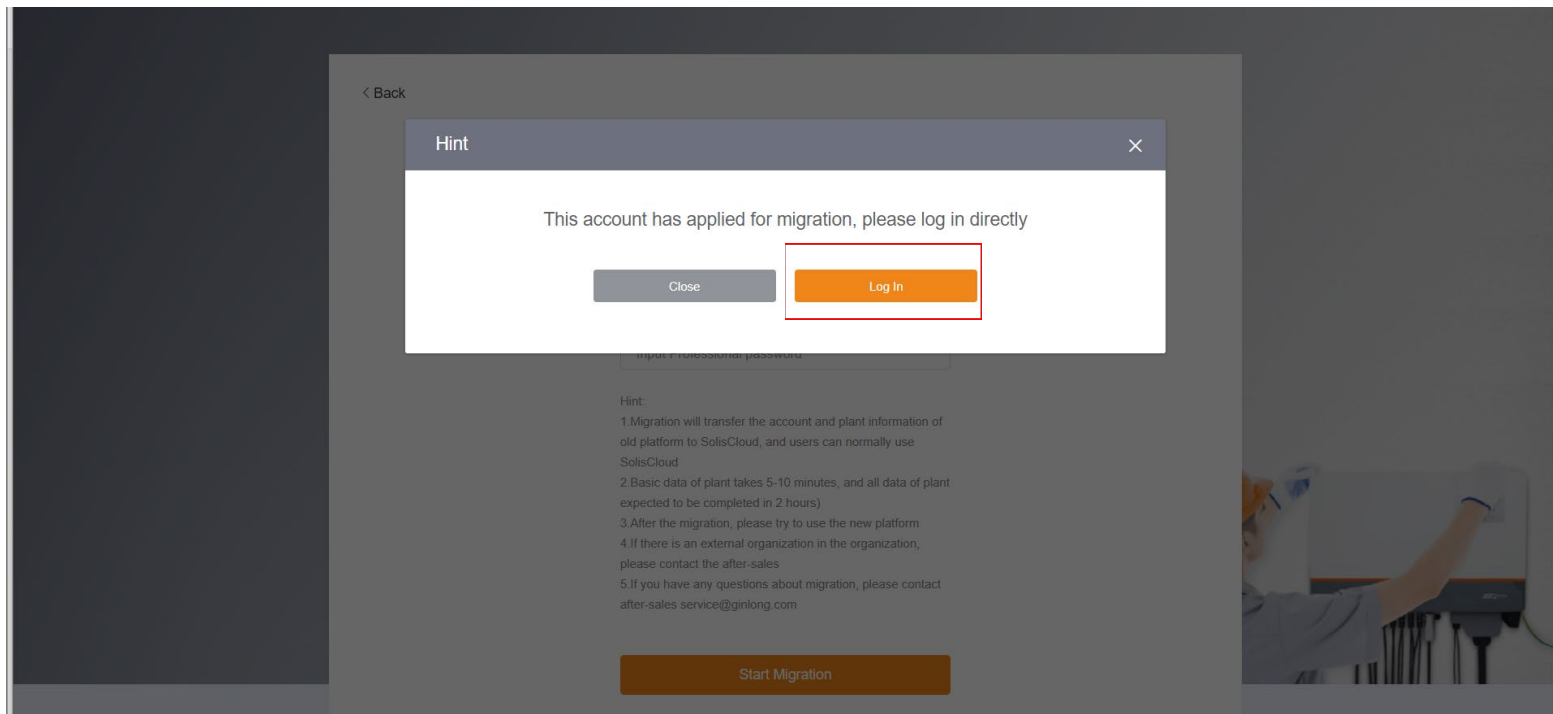 < Back
Hint
This account has applied for migration, please log in directly
Close
Log In
Input Professional password
Hint:
1.Migration will transfer the account and plant information of
old platform to SolisCloud, and users can normally use
SolisCloud
2.Basic data of plant takes 5-10 minutes, and all data of plant
expected to be completed in 2 hours)
3.After the migration, please try to use the new platform
4.If there is an external organization in the organization,
please contact the after-sales
5.If you have any questions about migration, please contact
after-sales service@ginlong.com
Start Migration